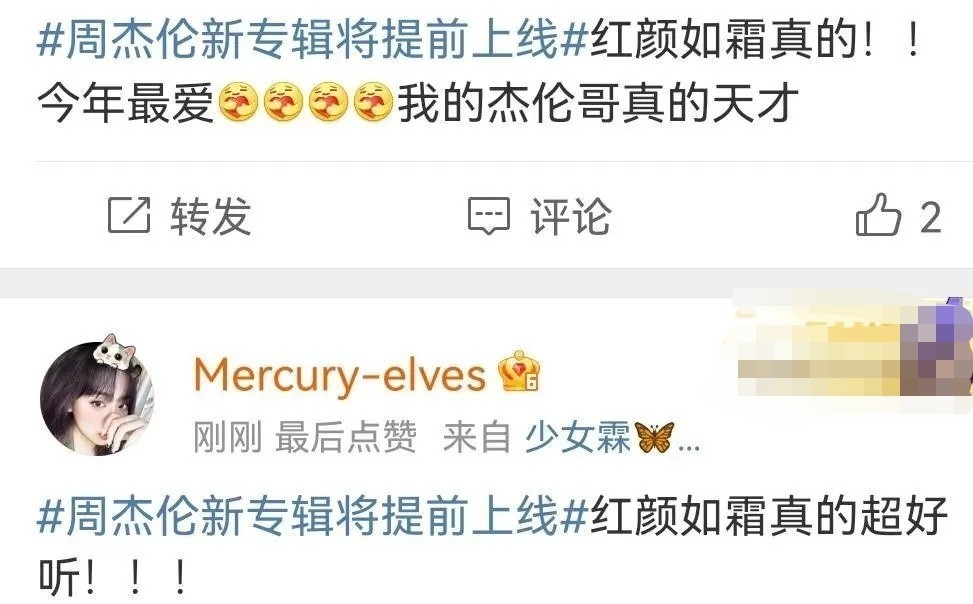 #周杰伦新专辑将提前上线#红颜如霜真的！！
今年最爱🥰🥰🥰🥰我的杰伦哥真的天才
转发 评论 2
Mercury-elves 6
刚刚 最后点赞 来自 少女霖🦋...
#周杰伦新专辑将提前上线#红颜如霜真的超好
听！！！